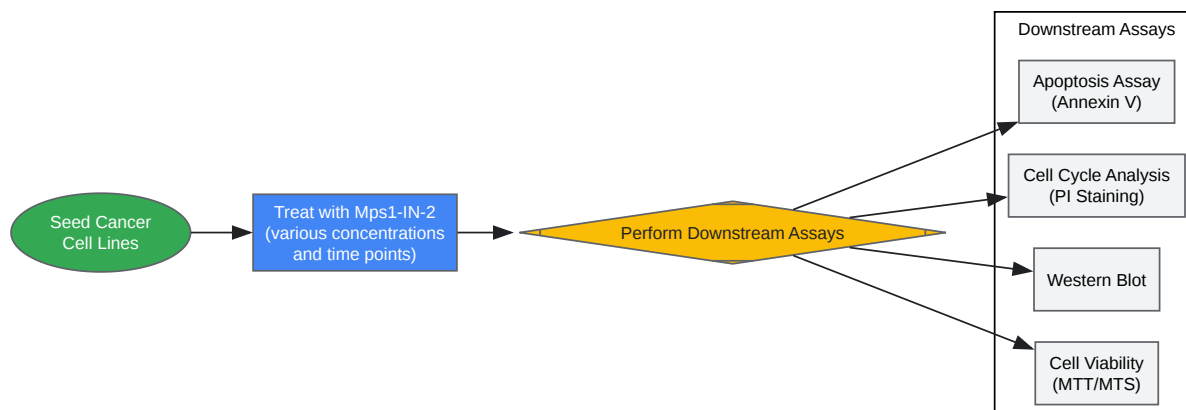 Seed Cancer
Cell Lines
Treat with Mps1-IN-2
(various concentrations
and time points)
Perform Downstream Assays
Downstream Assays
Apoptosis Assay
(Annexin V)
Cell Cycle Analysis
(PI Staining)
Western Blot
Cell Viability
(MTT/MTS)